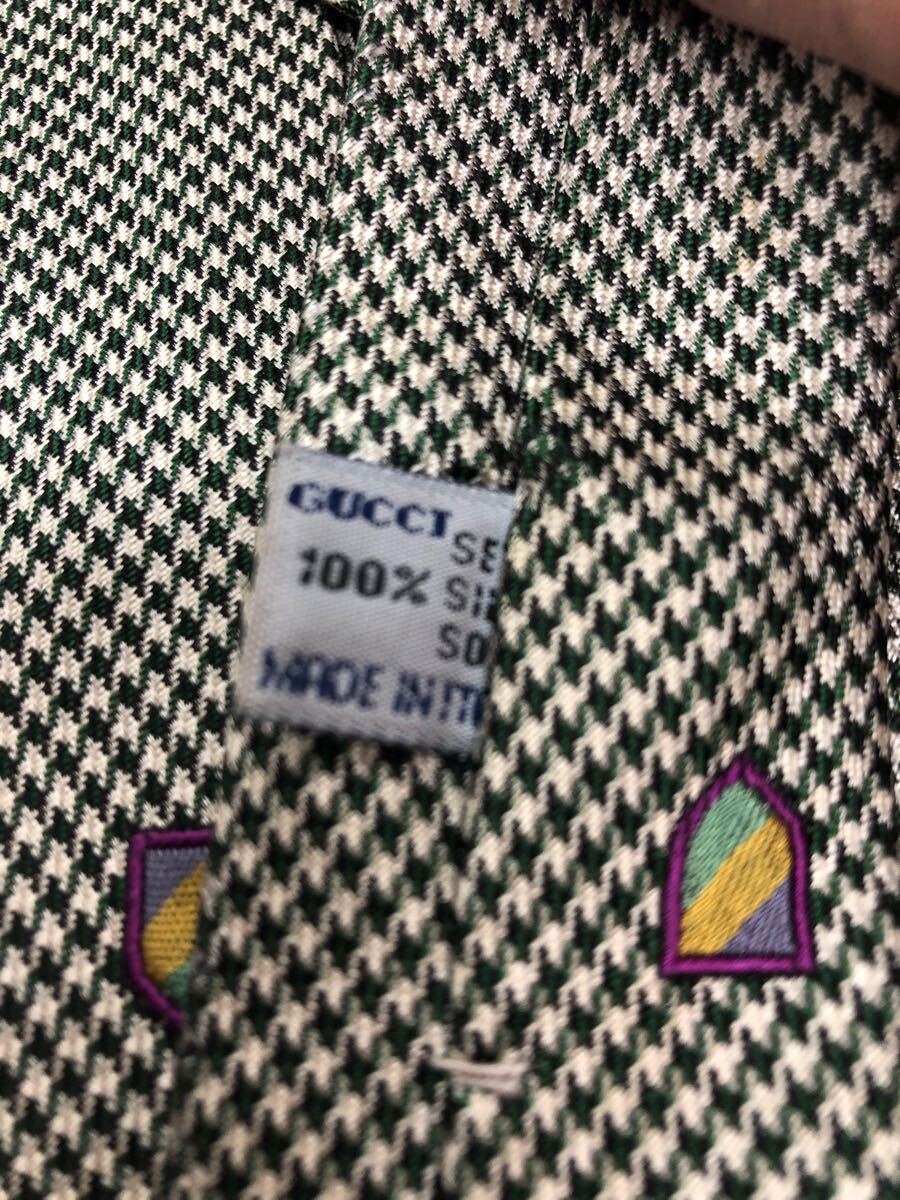 GUCCI
100%
SE
SI
SO
MADE IN IT